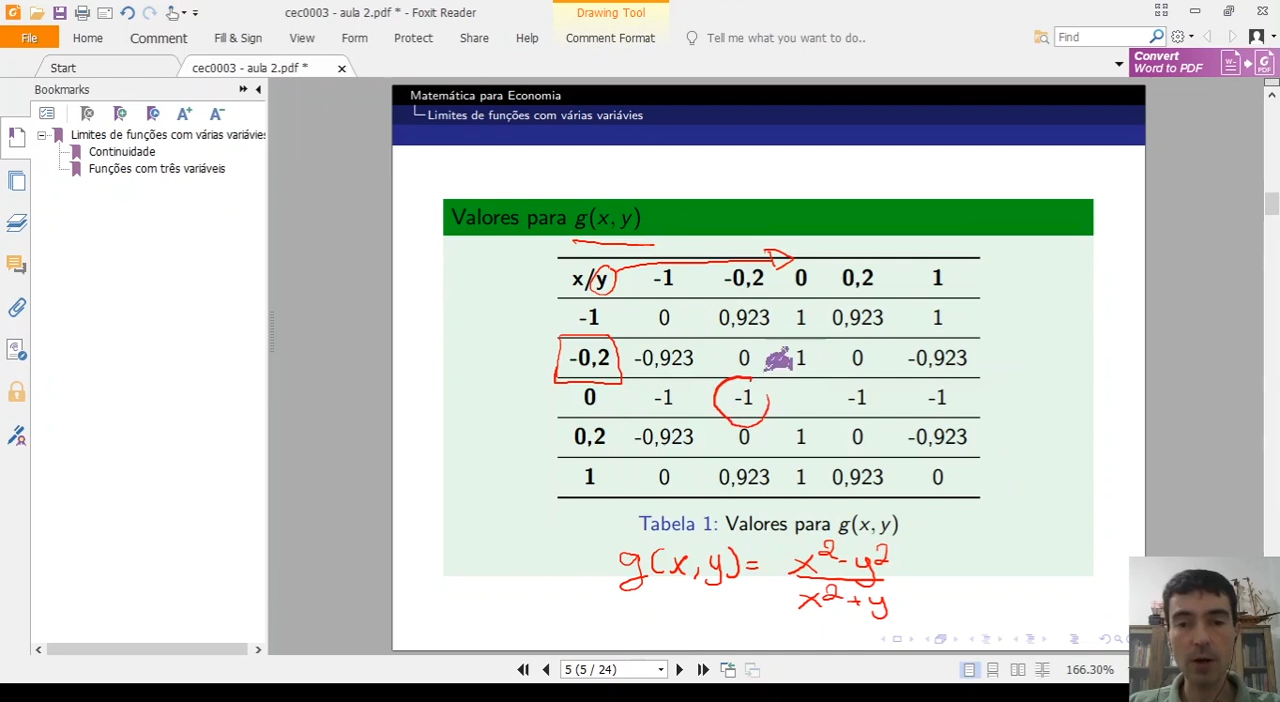 cec0003 - aula 2.pdf * - Foxit Reader
Drawing Tool
File Home Comment Fill & Sign View Form Protect Share Help Comment Format Tell me what you want to do.. Find
Start cec0003 - aula 2.pdf *
Convert
Word to PDF
Bookmarks
Limites de funções com várias variávies
Continuidade
Funções com três variáveis
Matemática para Economia
Limites de funções com várias variávies
Valores para g(x, y)
x/y -1 -0,2 0 0,2 1
-1 0 0,923 1 0,923 1
-0,2 -0,923 0 1 0 -0,923
0 -1 -1 -1 -1
0,2 -0,923 0 1 0 -0,923
1 0 0,923 1 0,923 0
Tabela 1: Valores para g(x, y)
g(x,y)= x²-y²
x²+y
5 (5 / 24) 166.30%